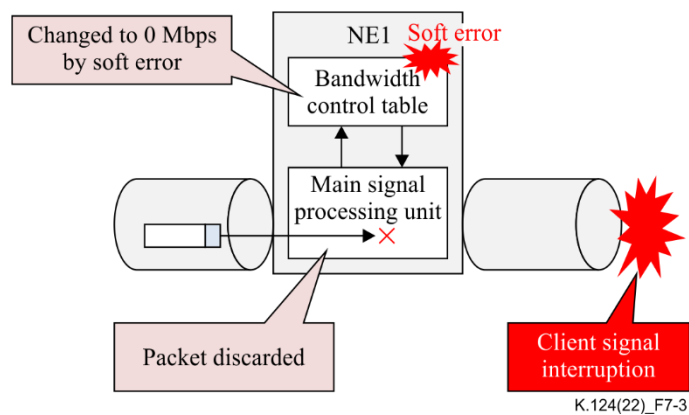 Changed to 0 Mbps
by soft error
NE1
Soft error
Bandwidth
control table
Main signal
processing unit
Packet discarded
Client signal
interruption
K.124(22)_F7-3